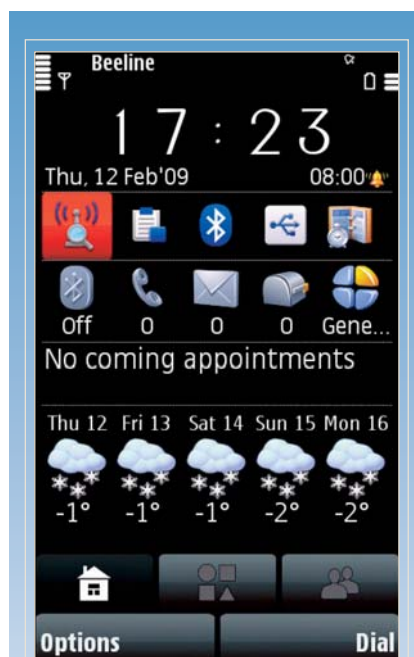 Beeline
17:23
Thu, 12 Feb'09 08:00
Off 0 0 0 Gene...
No coming appointments
Thu 12 Fri 13 Sat 14 Sun 15 Mon 16
-1° -1° -1° -2° -2°
Options Dial